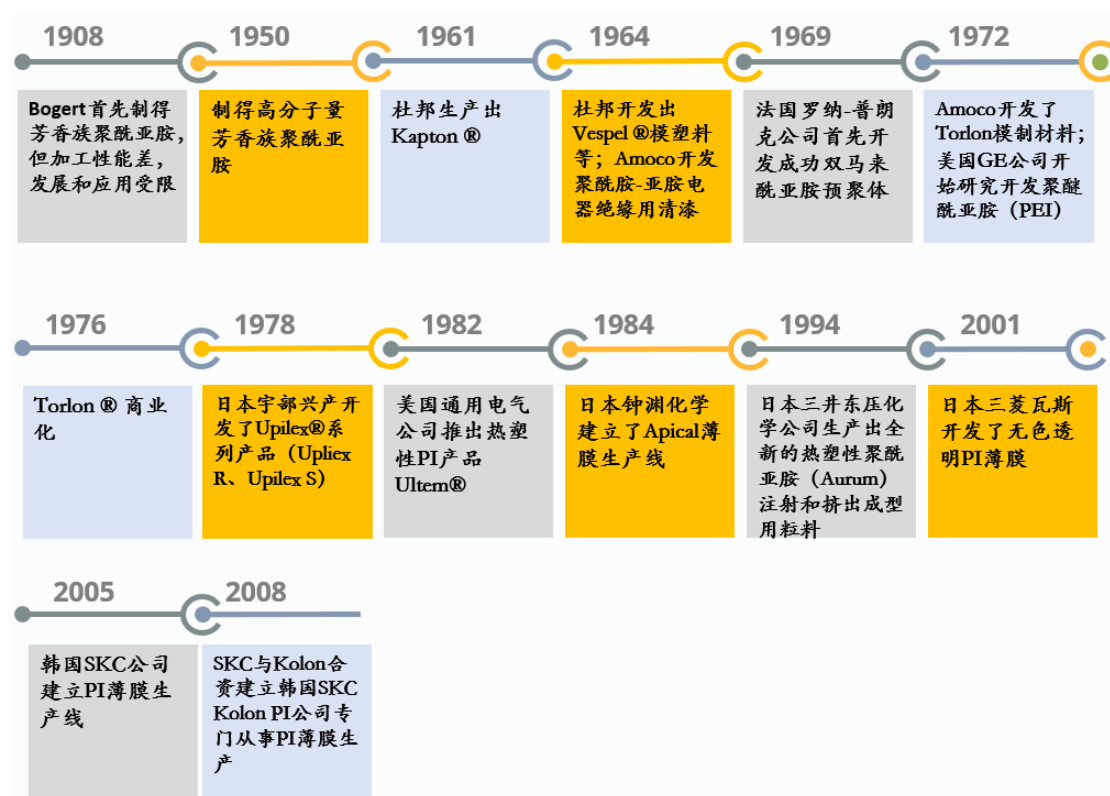 1908
1950
1961
1964
1969
1972
Bogert首先制得
芳香族聚酰亚胺,
但加工性能差,
发展和应用受限
制得高分子量
芳香族聚酰亚
胺
杜邦生产出
Kapton ®
杜邦开发出
Vespel ®模塑料
等；Amoco开发
聚酰胺-亚胺电
器绝缘用清漆
法国罗纳-普朗
克公司首先开
发成功双马来
酰亚胺预聚体
Amoco开发了
Torlon模制材料；
美国GE公司开
始研究开发聚醚
酰亚胺（PEI）
1976
1978
1982
1984
1994
2001
Torlon ® 商业
化
日本宇部兴产开
发了Upilex®系
列产品（Upliex
R、Upilex S）
美国通用电气
公司推出热塑
性PI产品
Ultem®
日本钟渊化学
建立了Apical薄
膜生产线
日本三井东压化
学公司生产出全
新的热塑性聚酰
亚胺（Aurum）
注射和挤出成型
用粒料
日本三菱瓦斯
开发了无色透
明PI薄膜
2005
2008
韩国SKC公司
建立PI薄膜生
产线
SKC与Kolon合
资建立韩国SKC
Kolon PI公司专
门从事PI薄膜生
产